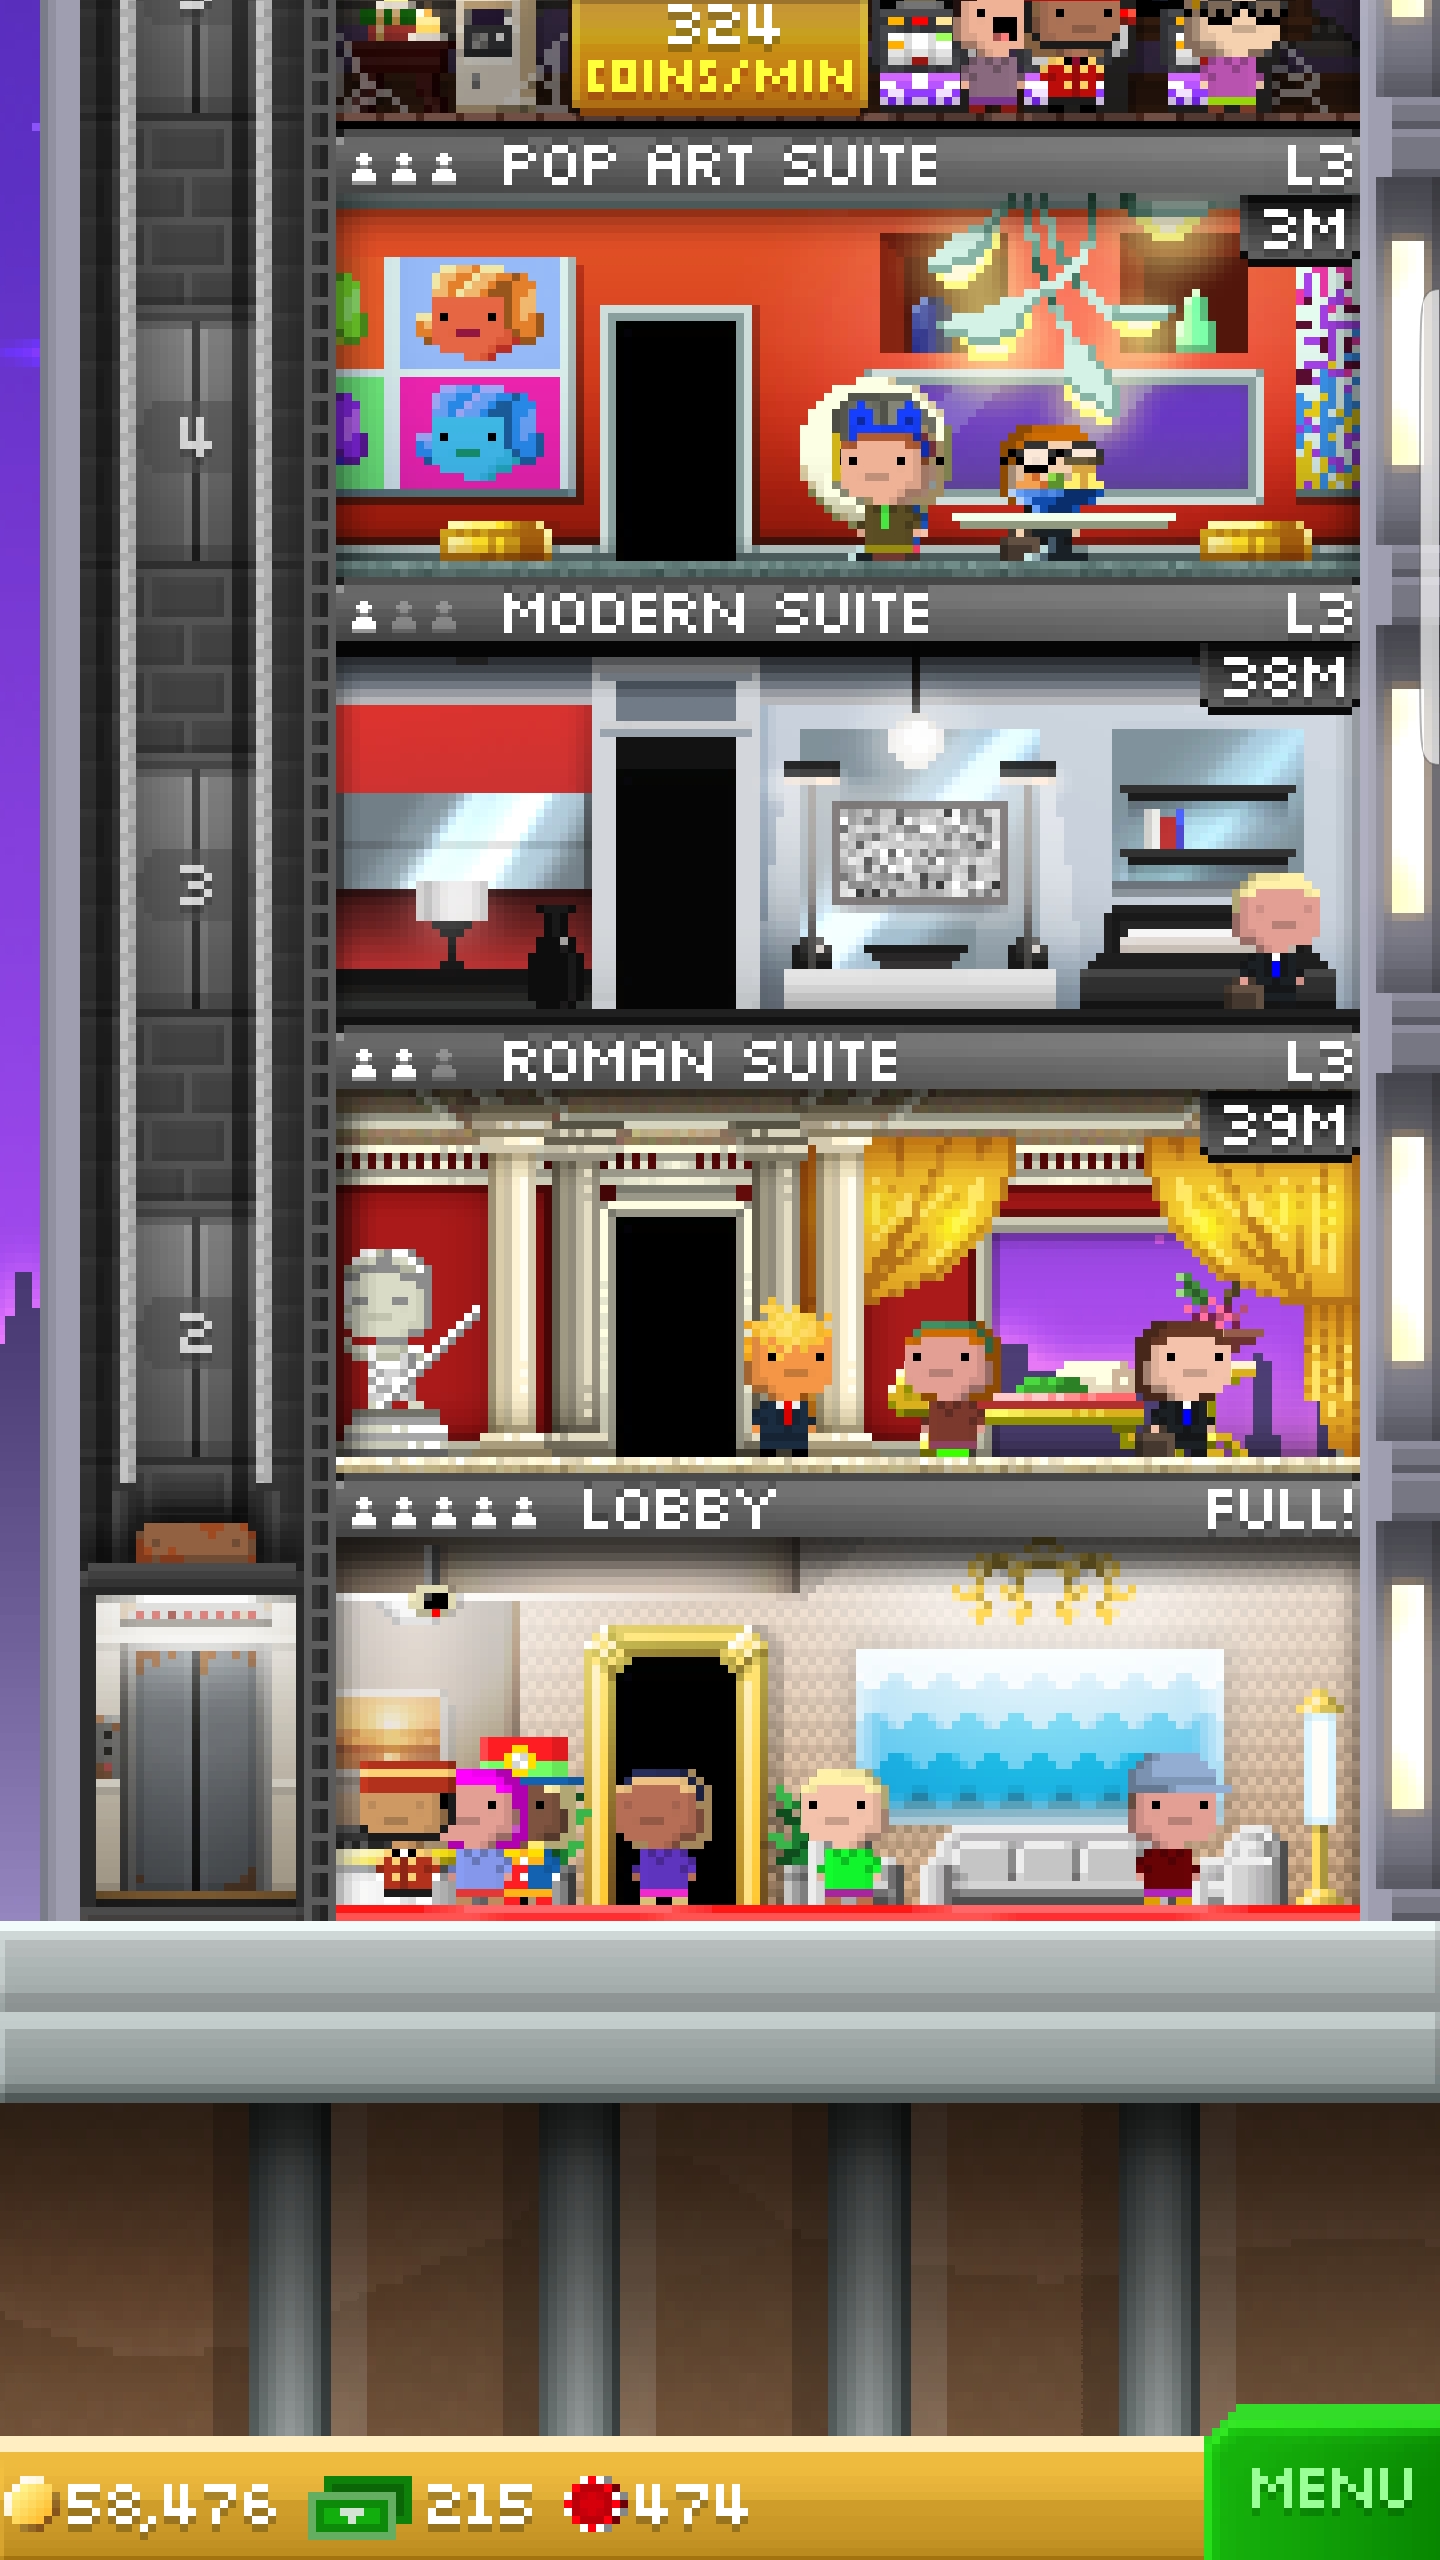 324
COINS/MIN
POP ART SUITE L3
3M
4
MODERN SUITE L3
38M
3
ROMAN SUITE L3
39M
2
LOBBY FULL!
58,476 215 474
MENU